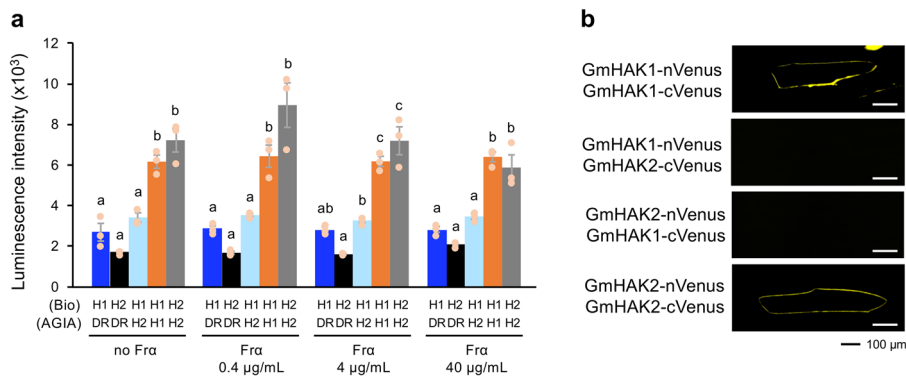 a
Luminescence intensity (x10³)
12
10
8
6
4
2
0
a a a b b
a a a b b
ab a b c c
a a a b b
(Bio) H1 H2 H1 H1 H2 H1 H2 H1 H1 H2 H1 H2 H1 H1 H2 H1 H2 H1 H1 H2
(AGIA) DR DR H2 H1 H2 DR DR H2 H1 H2 DR DR H2 H1 H2 DR DR H2 H1 H2
no Frα Frα Frα Frα
0.4 µg/mL 4 µg/mL 40 µg/mL
b
GmHAK1-nVenus
GmHAK1-cVenus
GmHAK1-nVenus
GmHAK2-cVenus
GmHAK2-nVenus
GmHAK1-cVenus
GmHAK2-nVenus
GmHAK2-cVenus
100 µm